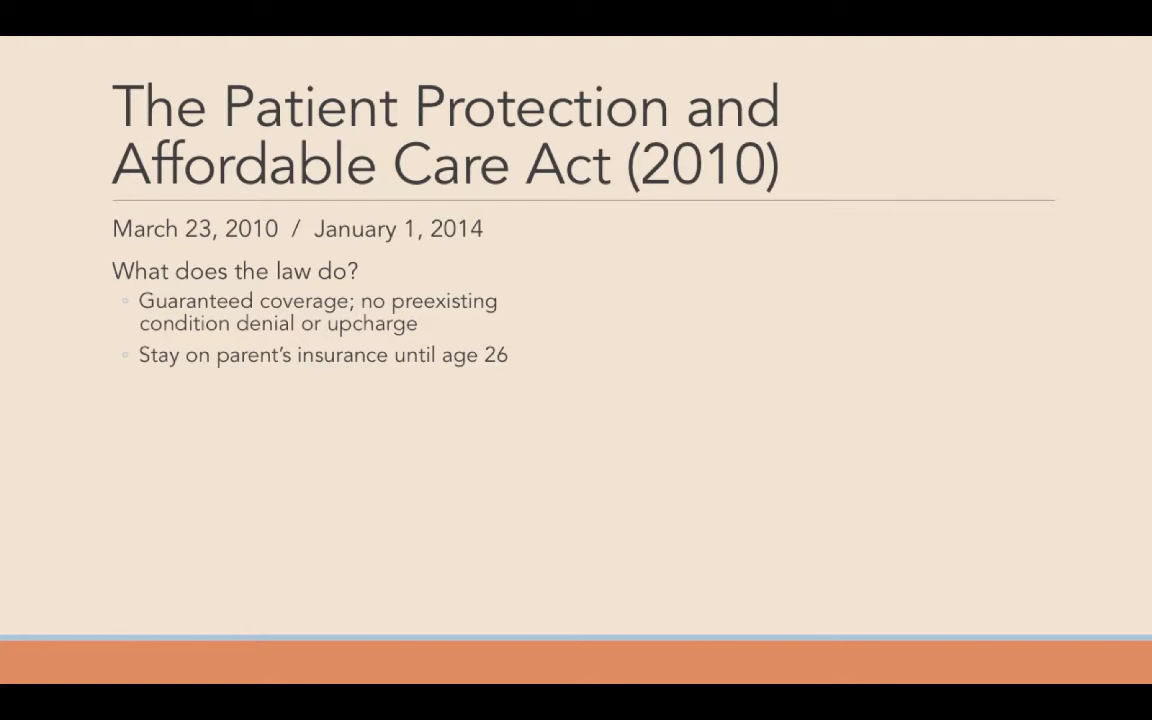 The Patient Protection and
Affordable Care Act (2010)
March 23, 2010 / January 1, 2014
What does the law do?
Guaranteed coverage; no preexisting
condition denial or upcharge
Stay on parent’s insurance until age 26